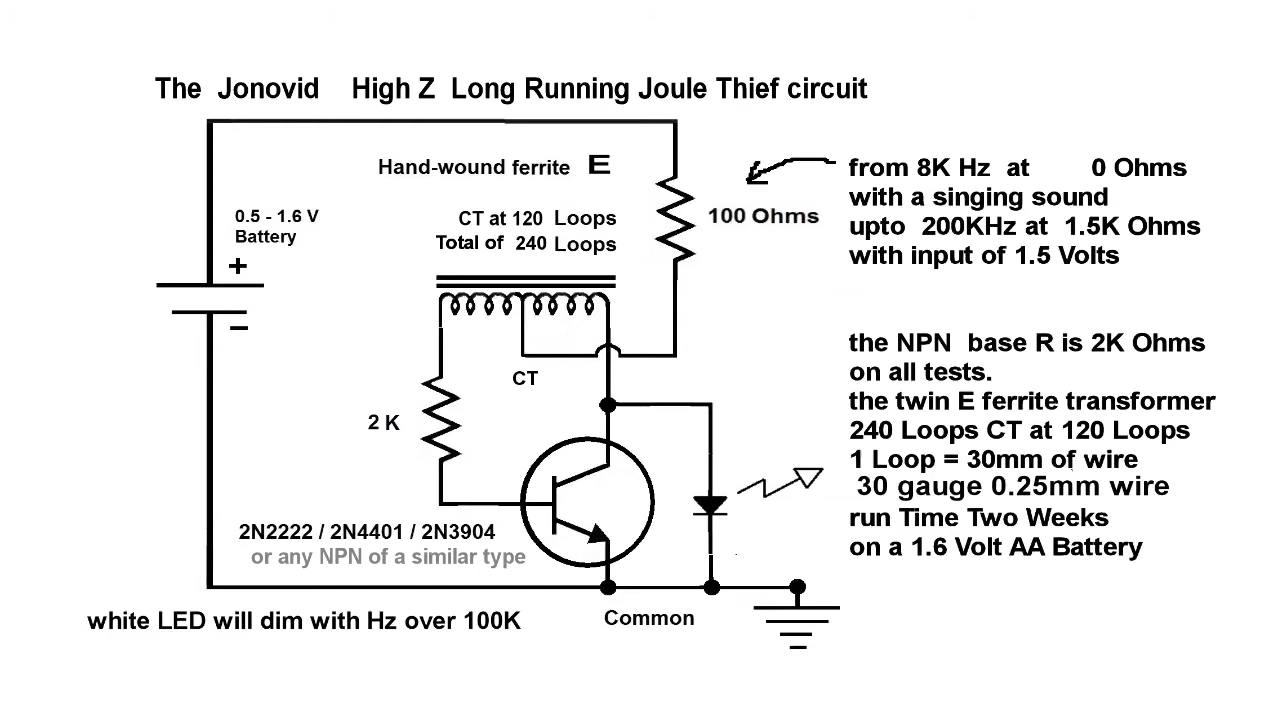 The Jonovid High Z Long Running Joule Thief circuit
Hand-wound ferrite E
CT at 120 Loops
Total of 240 Loops
0.5 - 1.6 V
Battery
+
−
100 Ohms
from 8K Hz at 0 Ohms
with a singing sound
upto 200KHz at 1.5K Ohms
with input of 1.5 Volts
CT
2 K
the NPN base R is 2K Ohms
on all tests.
the twin E ferrite transformer
240 Loops CT at 120 Loops
1 Loop = 30mm of wire
30 gauge 0.25mm wire
run Time Two Weeks
on a 1.6 Volt AA Battery
2N2222 / 2N4401 / 2N3904
or any NPN of a similar type
white LED will dim with Hz over 100K
Common